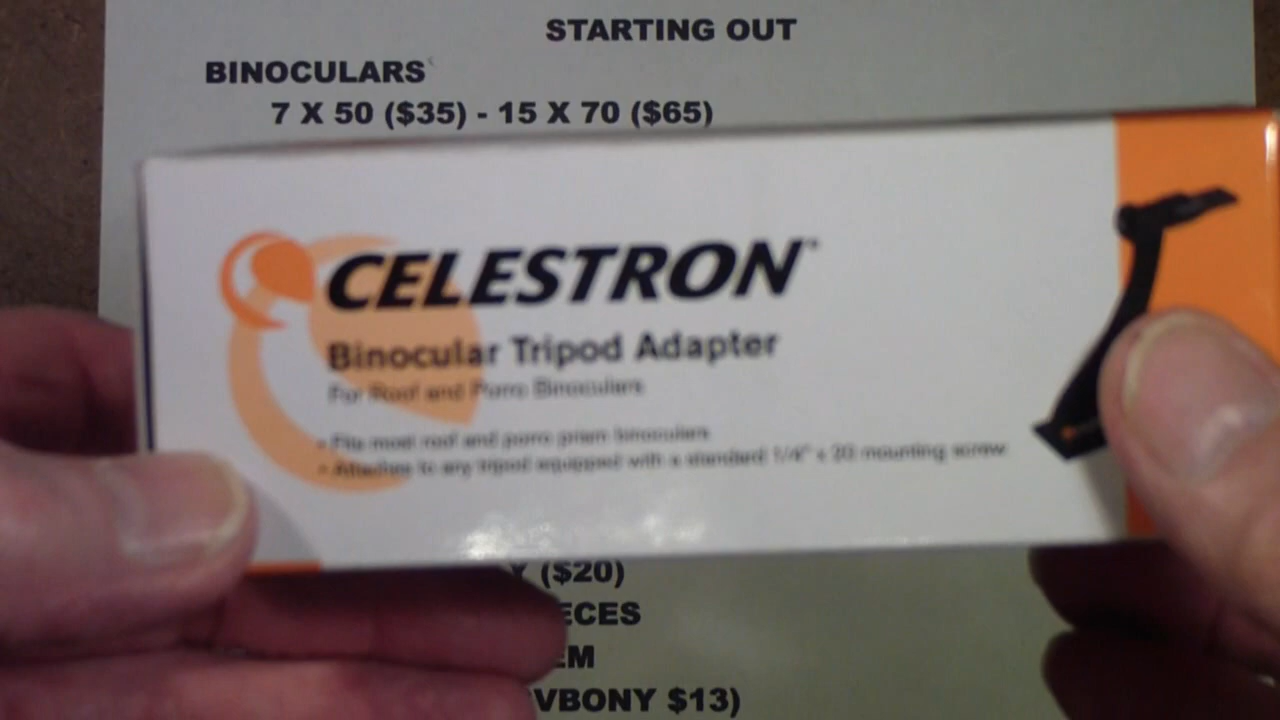 STARTING OUT
BINOCULARS
7 X 50 ($35) - 15 X 70 ($65)
CELESTRON
Binocular Tripod Adapter
For Roof and Porro Binoculars
• Fits most roof and porro prism binoculars
• Attaches to any tripod equipped with a standard 1/4" x 20 mounting screw
Y ($20)
ECES
EM
VBONY $13)